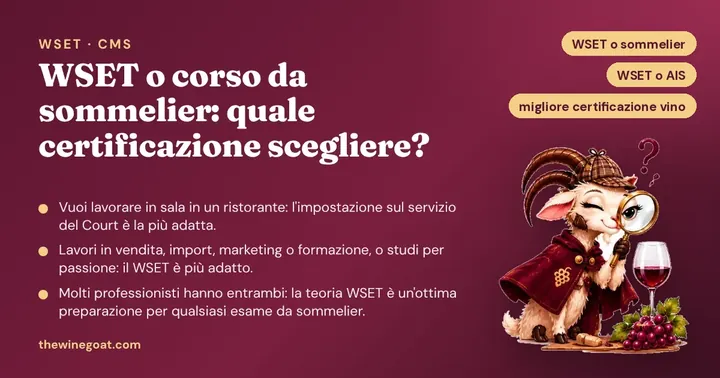 WSET · CMS
WSET o corso da
sommelier: quale
certificazione scegliere?
WSET o sommelier
WSET o AIS
migliore certificazione vino
Vuoi lavorare in sala in un ristorante: l'impostazione sul servizio
del Court è la più adatta.
Lavori in vendita, import, marketing o formazione, o studi per
passione: il WSET è più adatto.
Molti professionisti hanno entrambi: la teoria WSET è un'ottima
preparazione per qualsiasi esame da sommelier.
thewinegoat.com